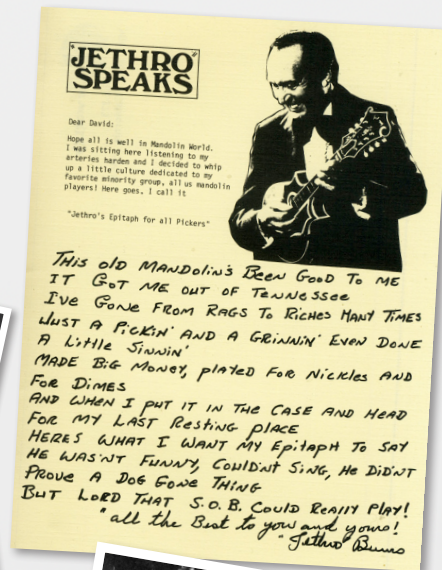 "JETHRO"
SPEAKS
Dear David:
Hope all is well in Mandolin World.
I was sitting here listening to my
arteries harden and I decided to whip
up a little culture dedicated to my
favorite minority group, all us mandolin
players! Here goes, I call it
"Jethro's Epitaph for all Pickers"
THIS OLD MANDOLIN'S BEEN GOOD TO ME
IT GOT ME OUT OF TENNESSEE
I'VE GONE FROM RAGS TO RICHES MANY TIMES
JUST A PICKIN' AND A GRINNIN' EVEN DONE
A LITTLE SINNIN'
MADE BIG MONEY, PLAYED FOR NICKLES AND
FOR DIMES
AND WHEN I PUT IT IN THE CASE AND HEAD
FOR MY LAST RESTING PLACE
HERES WHAT I WANT MY EPITAPH TO SAY
HE WAS'NT FUNNY, COULD'NT SING, HE DID'NT
PROVE A DOG GONE THING
BUT LORD THAT S.O.B. COULD REALLY PLAY!
"all the Best to you and yours!
"Jethro" Burns